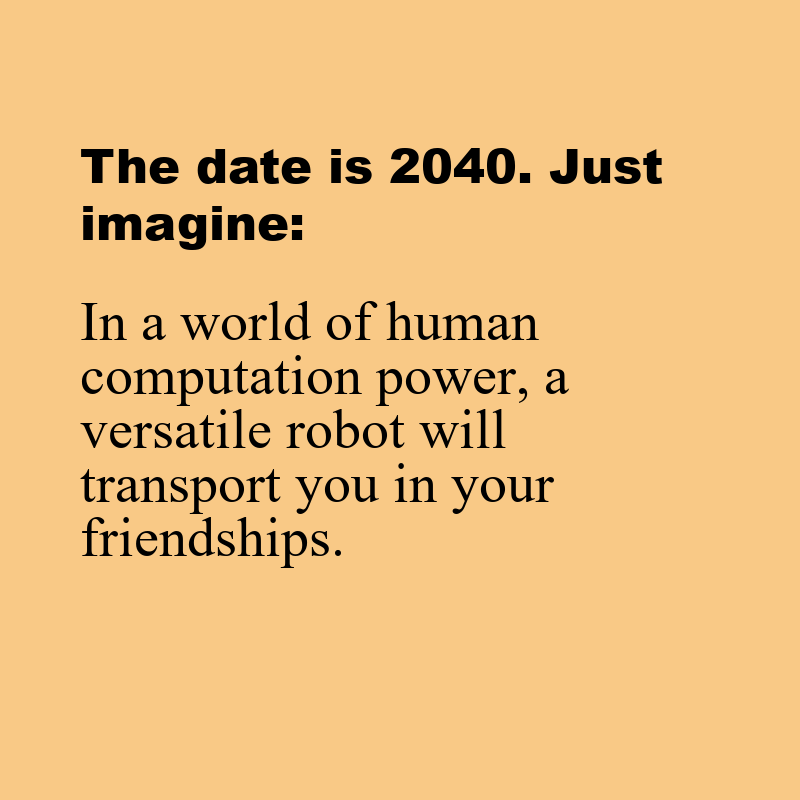 The date is 2040. Just
imagine:
In a world of human
computation power, a
versatile robot will
transport you in your
friendships.